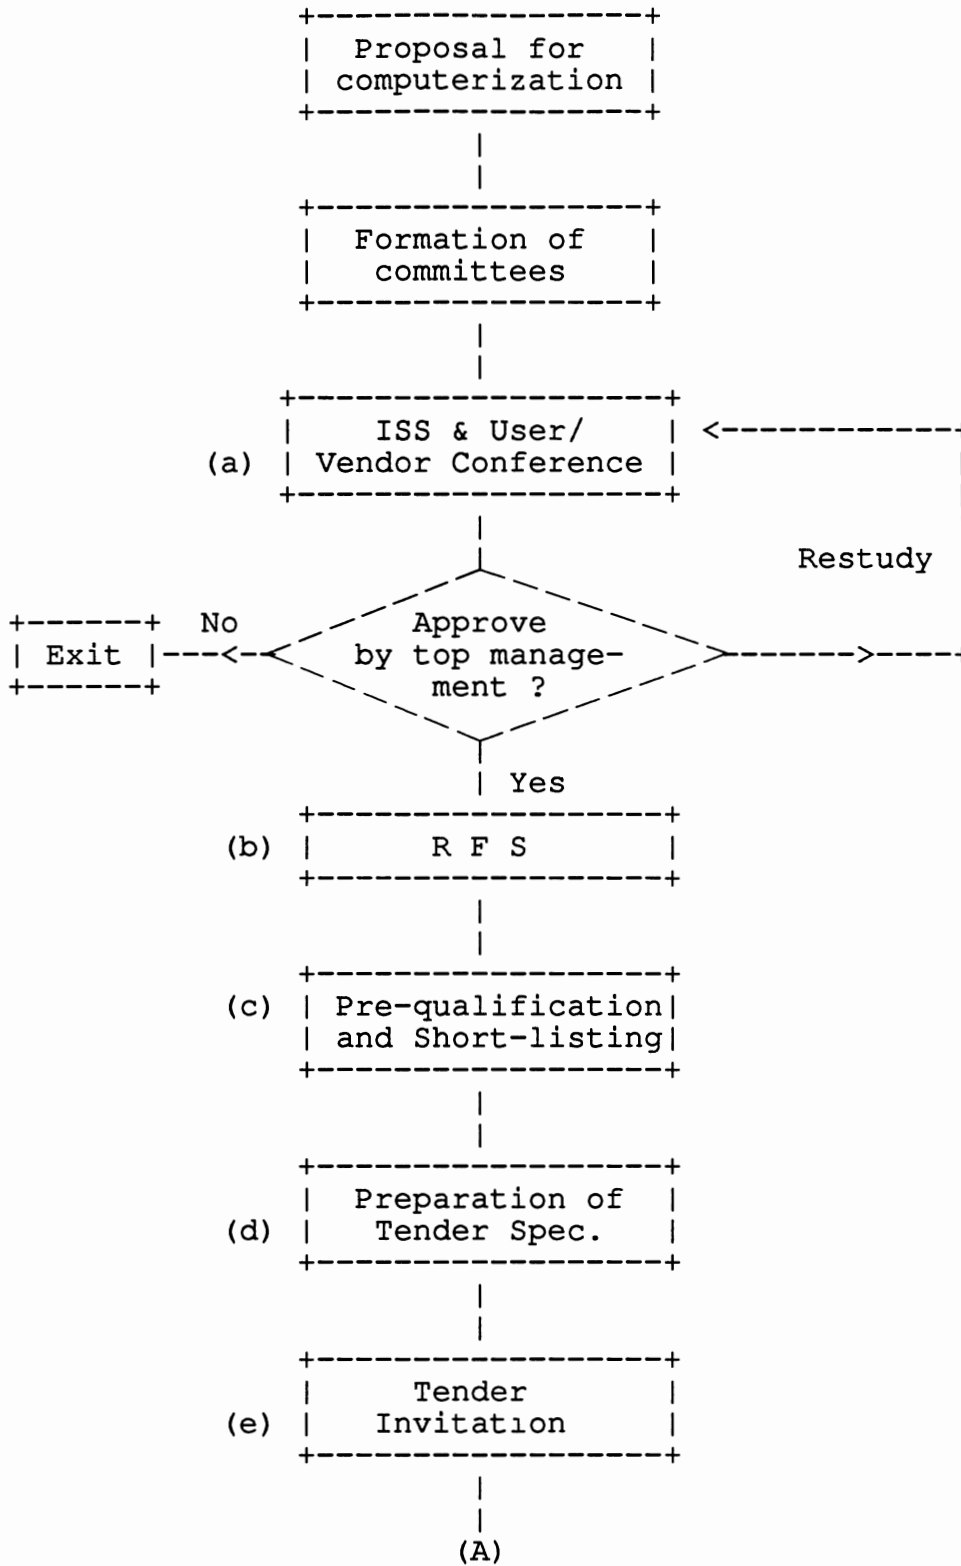 Proposal for
computerization
Formation of
committees
ISS & User/
(a) Vendor Conference
Restudy
No
Approve
Exit
by top manage-
ment ?
Yes
(b) R F S
(c) Pre-qualification
and Short-listing
Preparation of
(d) Tender Spec.
Tender
(e) Invitation
(A)